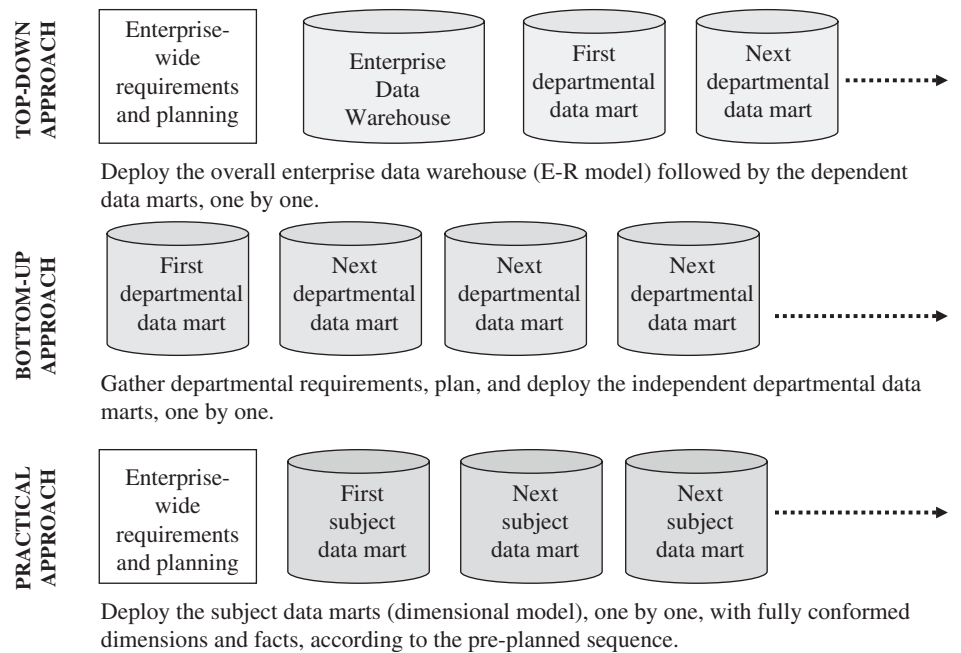 TOP-DOWN
APPROACH
Enterprise-
wide
requirements
and planning
Enterprise
Data
Warehouse
First
departmental
data mart
Next
departmental
data mart
Deploy the overall enterprise data warehouse (E-R model) followed by the dependent
data marts, one by one.
BOTTOM-UP
APPROACH
First
departmental
data mart
Next
departmental
data mart
Next
departmental
data mart
Next
departmental
data mart
Gather departmental requirements, plan, and deploy the independent departmental data
marts, one by one.
PRACTICAL
APPROACH
Enterprise-
wide
requirements
and planning
First
subject
data mart
Next
subject
data mart
Next
subject
data mart
Deploy the subject data marts (dimensional model), one by one, with fully conformed
dimensions and facts, according to the pre-planned sequence.